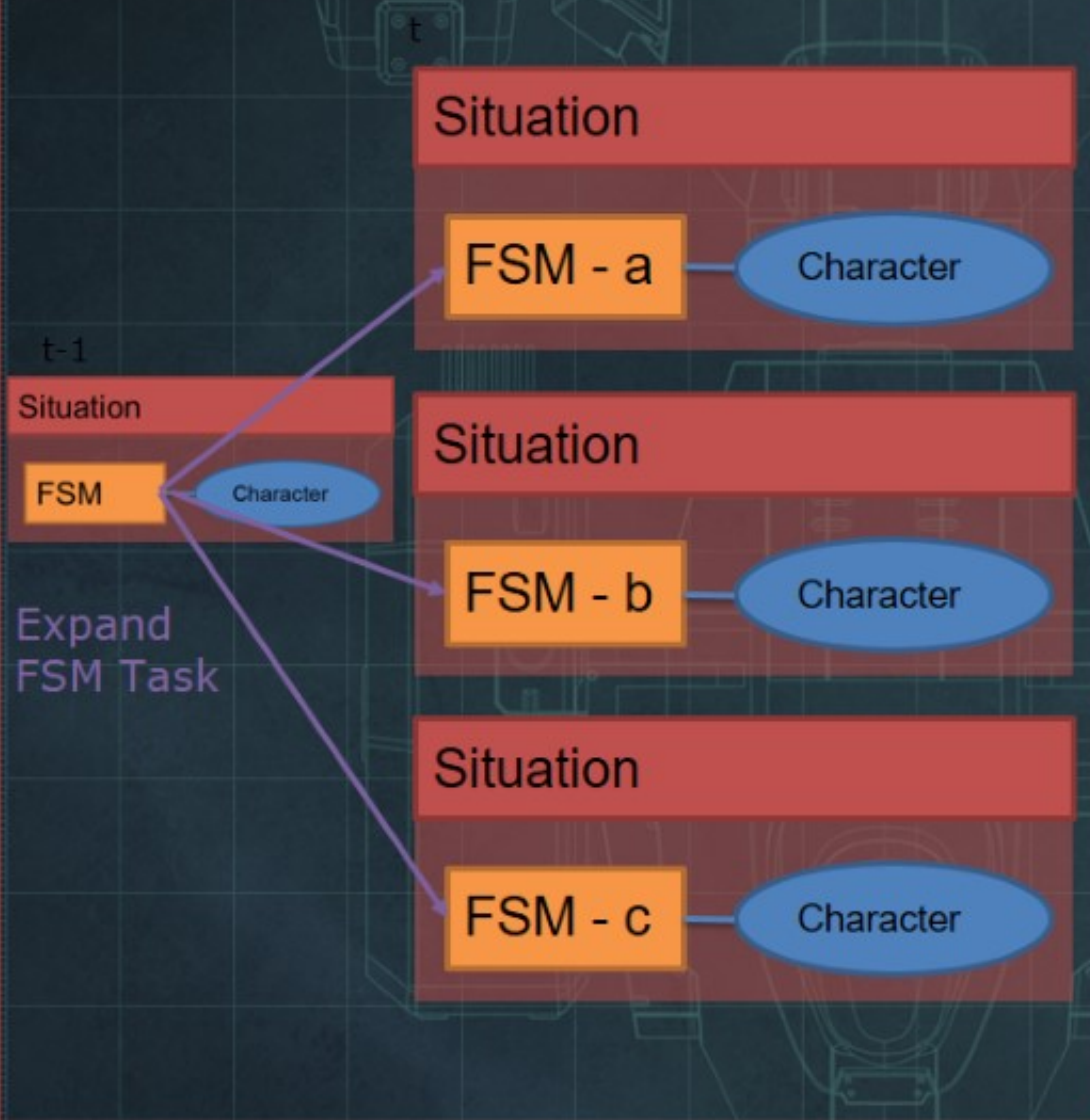 t
Situation
FSM - a
Character
t-1
Situation
FSM
Character
Expand
FSM Task
Situation
FSM - b
Character
Situation
FSM - c
Character